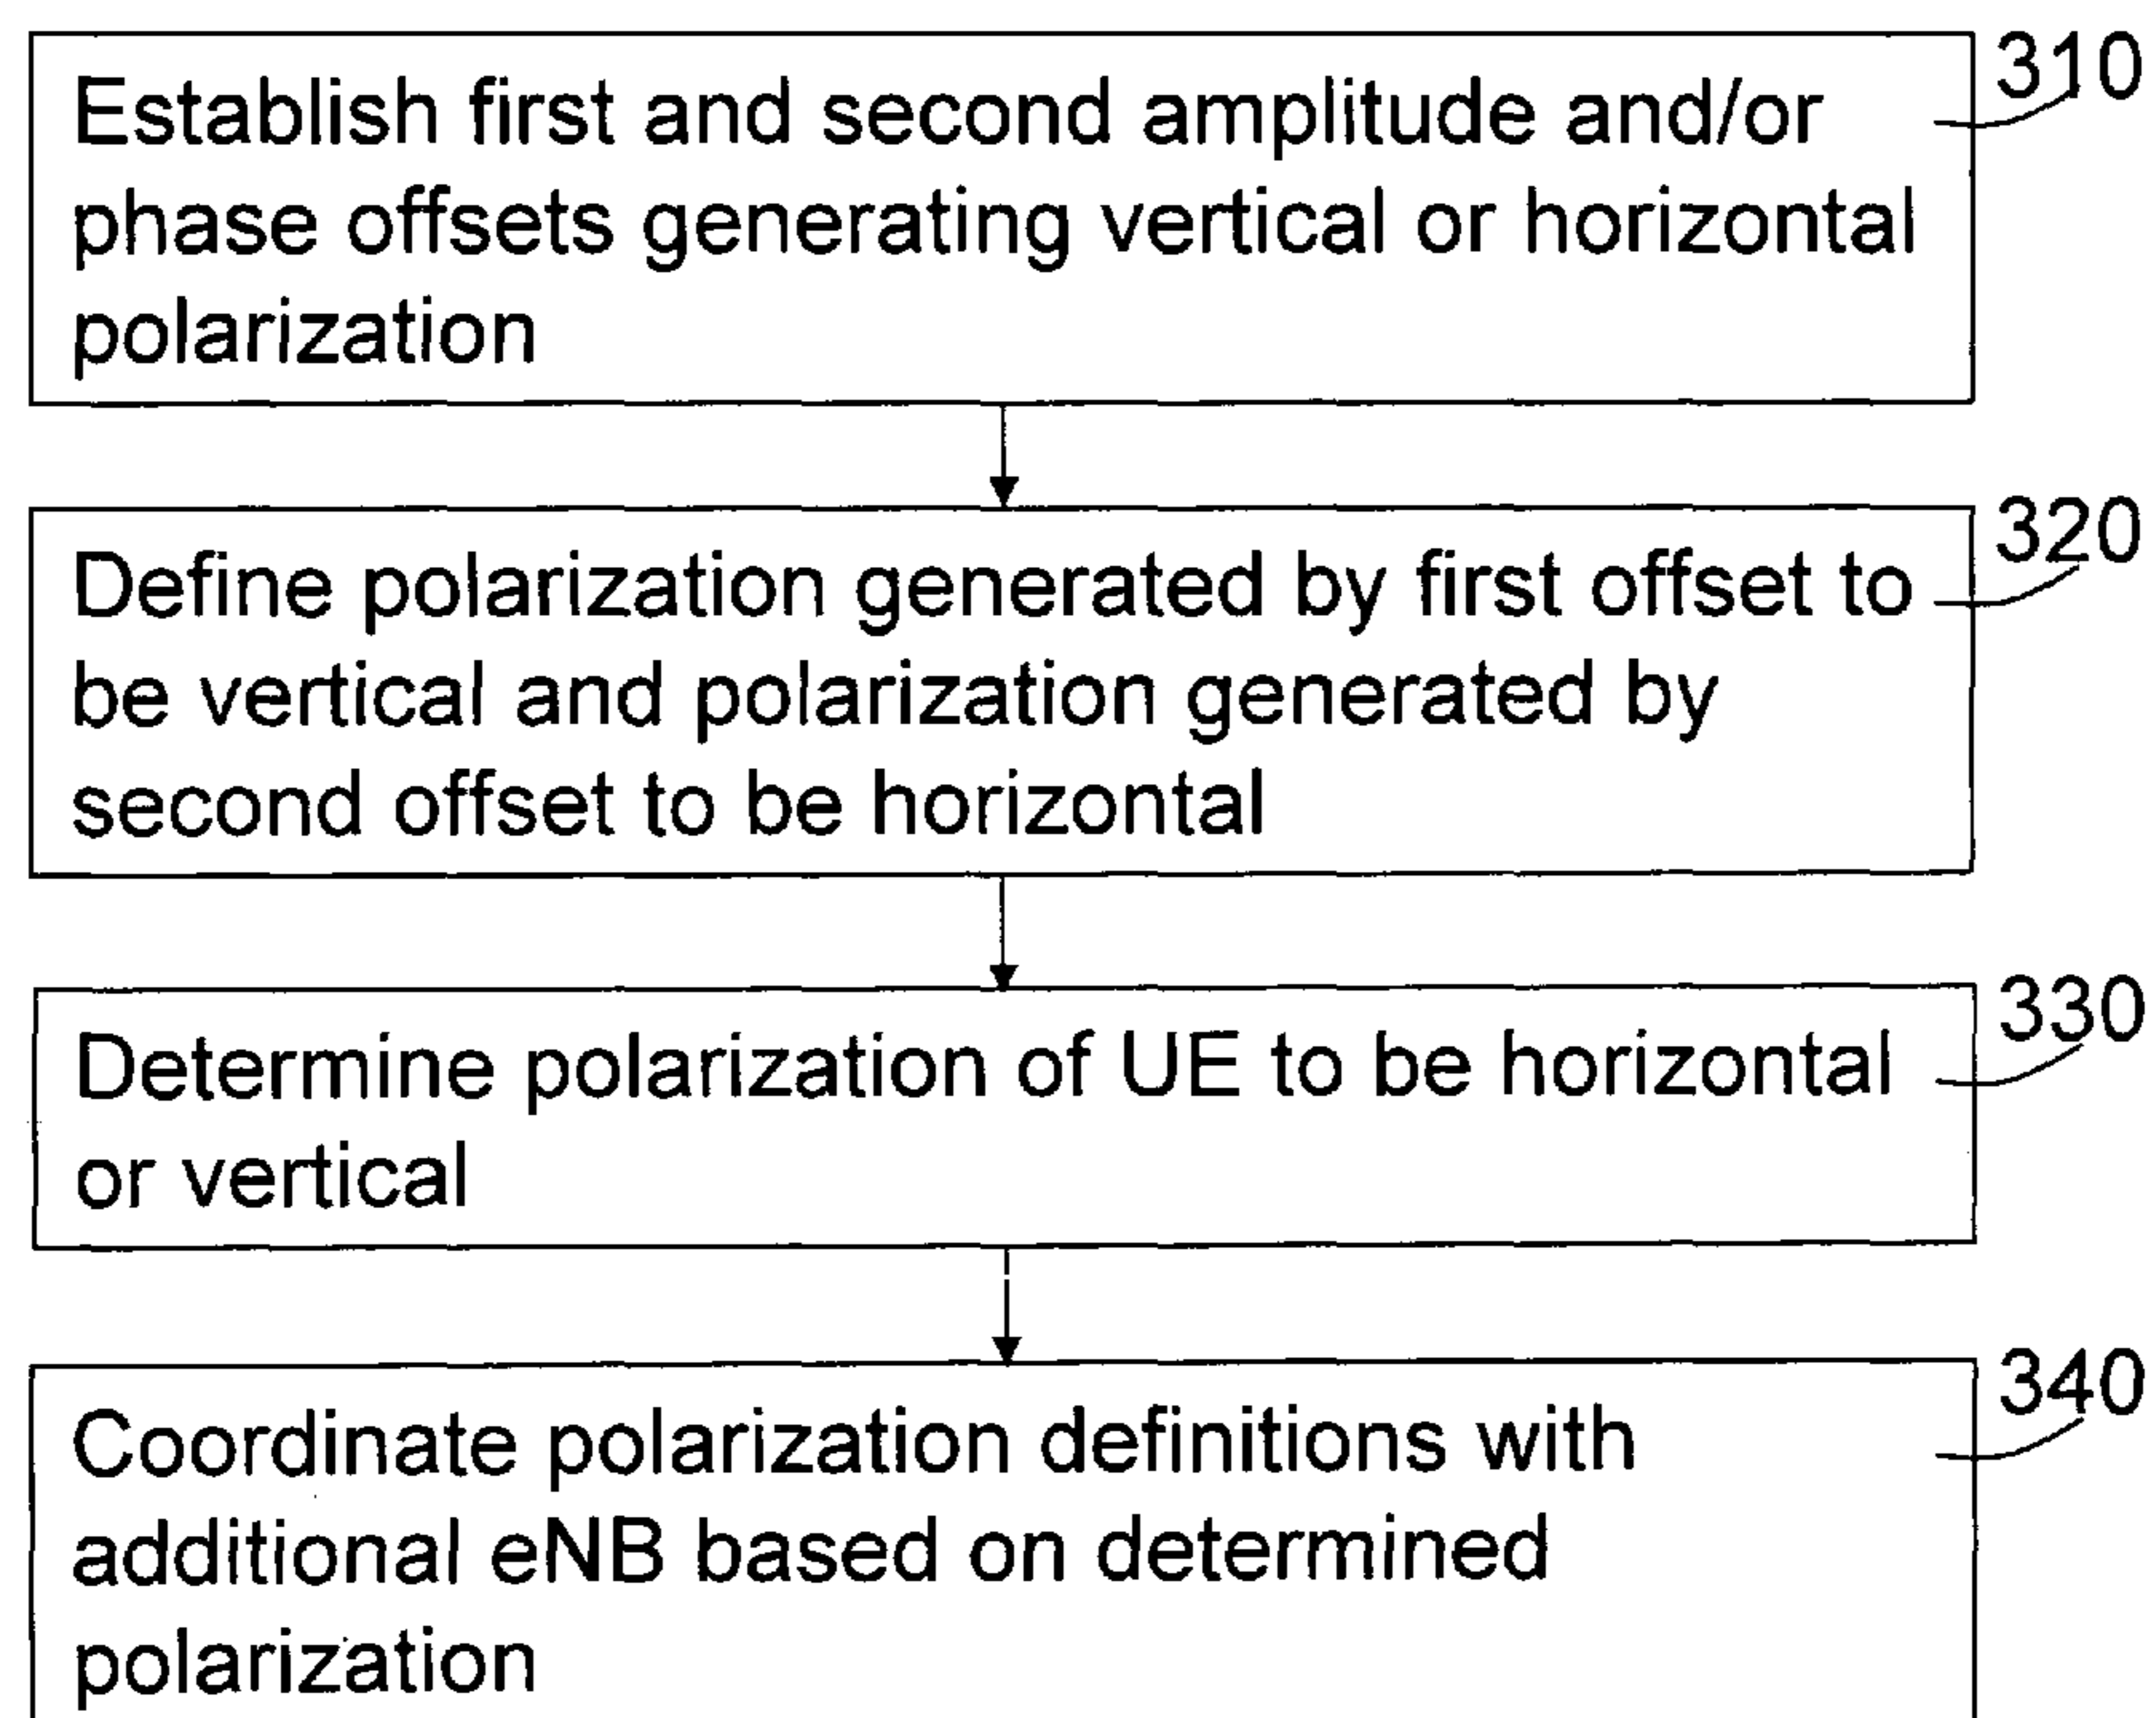 Establish first and second amplitude and/or
phase offsets generating vertical or horizontal
polarization
310
Define polarization generated by first offset to
be vertical and polarization generated by
second offset to be horizontal
320
Determine polarization of UE to be horizontal
or vertical
330
Coordinate polarization definitions with
additional eNB based on determined
polarization
340